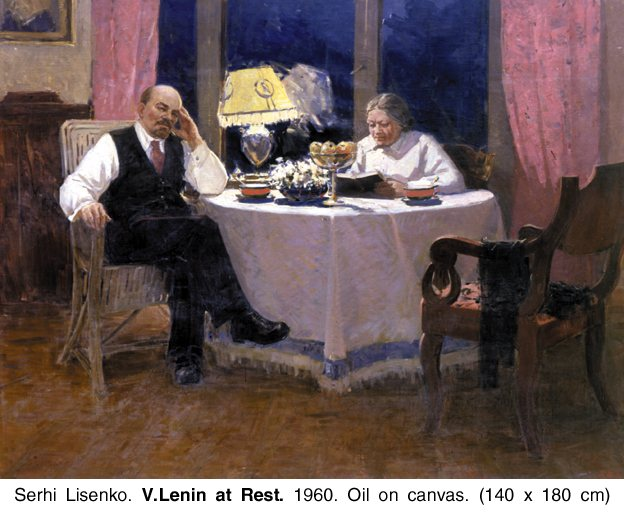 Serhi Lisenko. V.Lenin at Rest. 1960. Oil on canvas. (140 x 180 cm)